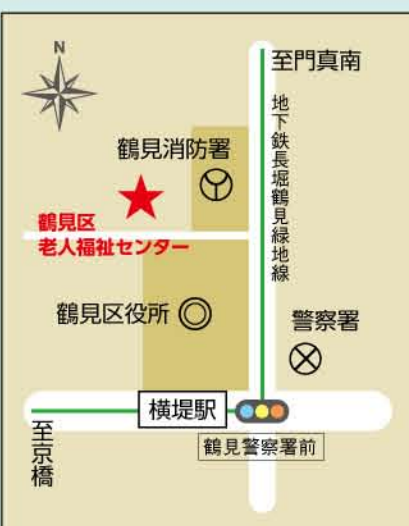 N
至門真南
地下鉄長堀鶴見緑地線
鶴見消防署
鶴見区
老人福祉センター
鶴見区役所
警察署
横堤駅
鶴見警察署前
至京橋